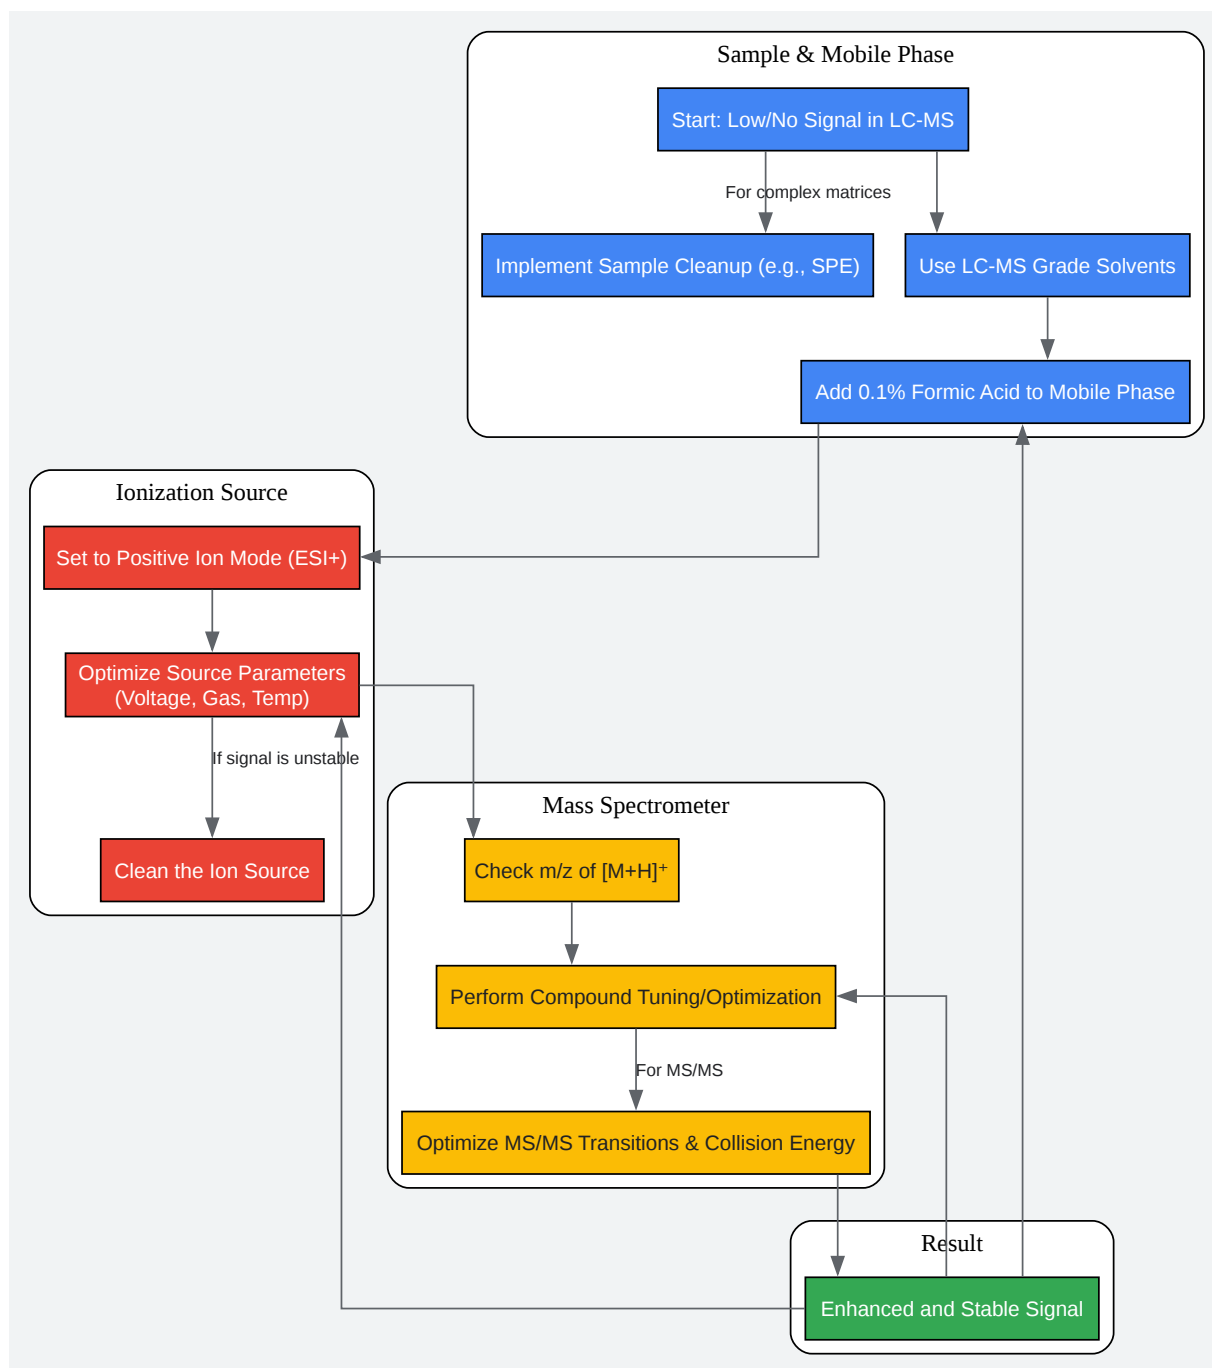 Sample & Mobile Phase
Start: Low/No Signal in LC-MS
For complex matrices
Implement Sample Cleanup (e.g., SPE)
Use LC-MS Grade Solvents
Add 0.1% Formic Acid to Mobile Phase
Ionization Source
Set to Positive Ion Mode (ESI+)
Optimize Source Parameters
(Voltage, Gas, Temp)
If signal is unstable
Clean the Ion Source
Mass Spectrometer
Check m/z of [M+H]⁺
Perform Compound Tuning/Optimization
For MS/MS
Optimize MS/MS Transitions & Collision Energy
Result
Enhanced and Stable Signal